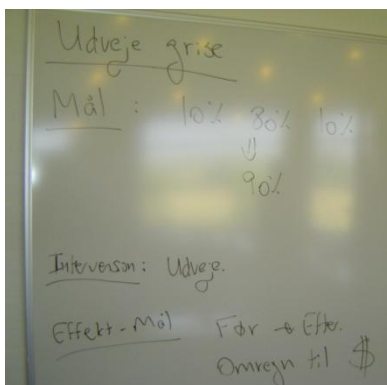 Udveje grise
Mål : 10% 80% 10%
⇓
90%
Interverson: Udveje.
Effekt-Mål Før → Efter.
Omregn til $